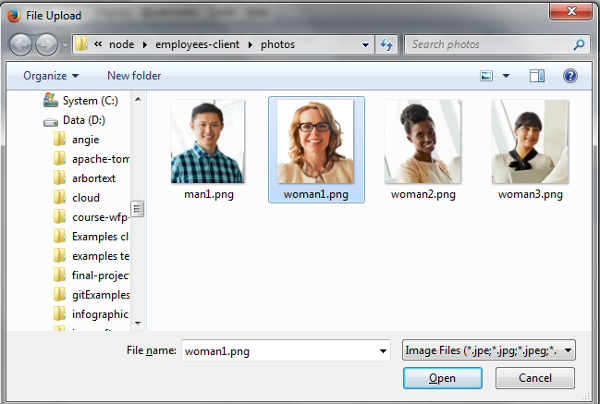 File Upload
« node ▸ employees-client ▸ photos
Search photos
Organize
New folder
System (C:)
Data (D:)
angie
apache-tom
arbortext
cloud
course-wfp-
Examples cl
examples te
final-projec
gitExamples
infographic
man1.png
woman1.png
woman2.png
woman3.png
File name:
woman1.png
Image Files (*.jpe;*.jpg;*.jpeg;*.
Open
Cancel